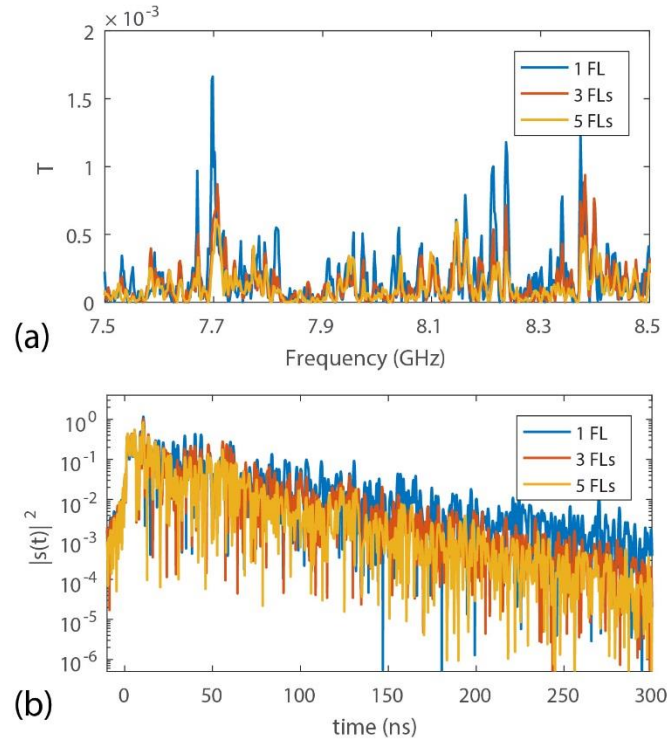 × 10⁻³
2
1.5
1
0.5
0
T
1 FL
3 FLs
5 FLs
7.5 7.7 7.9 8.1 8.3 8.5
Frequency (GHz)
(a)
10⁰
10⁻¹
10⁻²
10⁻³
10⁻⁴
10⁻⁵
10⁻⁶
|s(t)| ²
1 FL
3 FLs
5 FLs
0 50 100 150 200 250 300
time (ns)
(b)